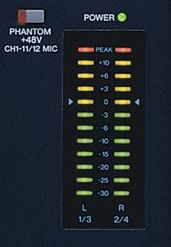 POWER
PHANTOM
+48V
CH1-11/12 MIC
PEAK
+10
+6
+3
0
-3
-6
-10
-15
-20
-25
-30
L R
1/3 2/4